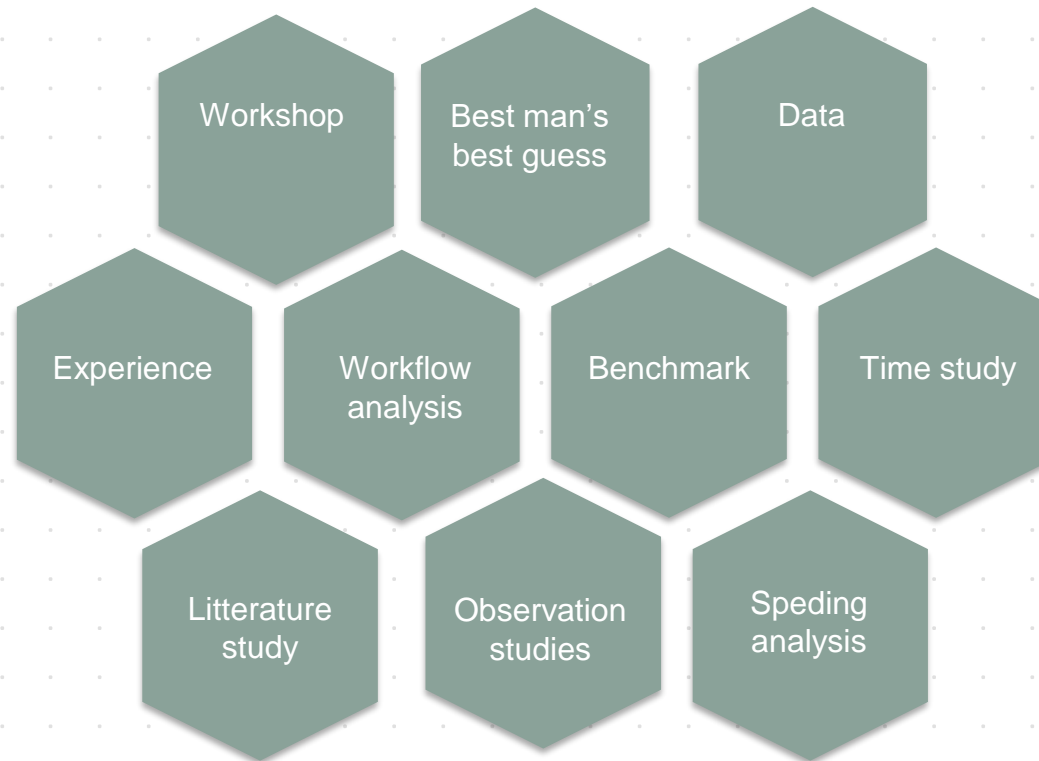 Workshop
Best man's
best guess
Data
Experience
Workflow
analysis
Benchmark
Time study
Litterature
study
Observation
studies
Speding
analysis